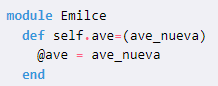 module Emilce
  def self.ave=(ave_nueva)
    @ave = ave_nueva
  end